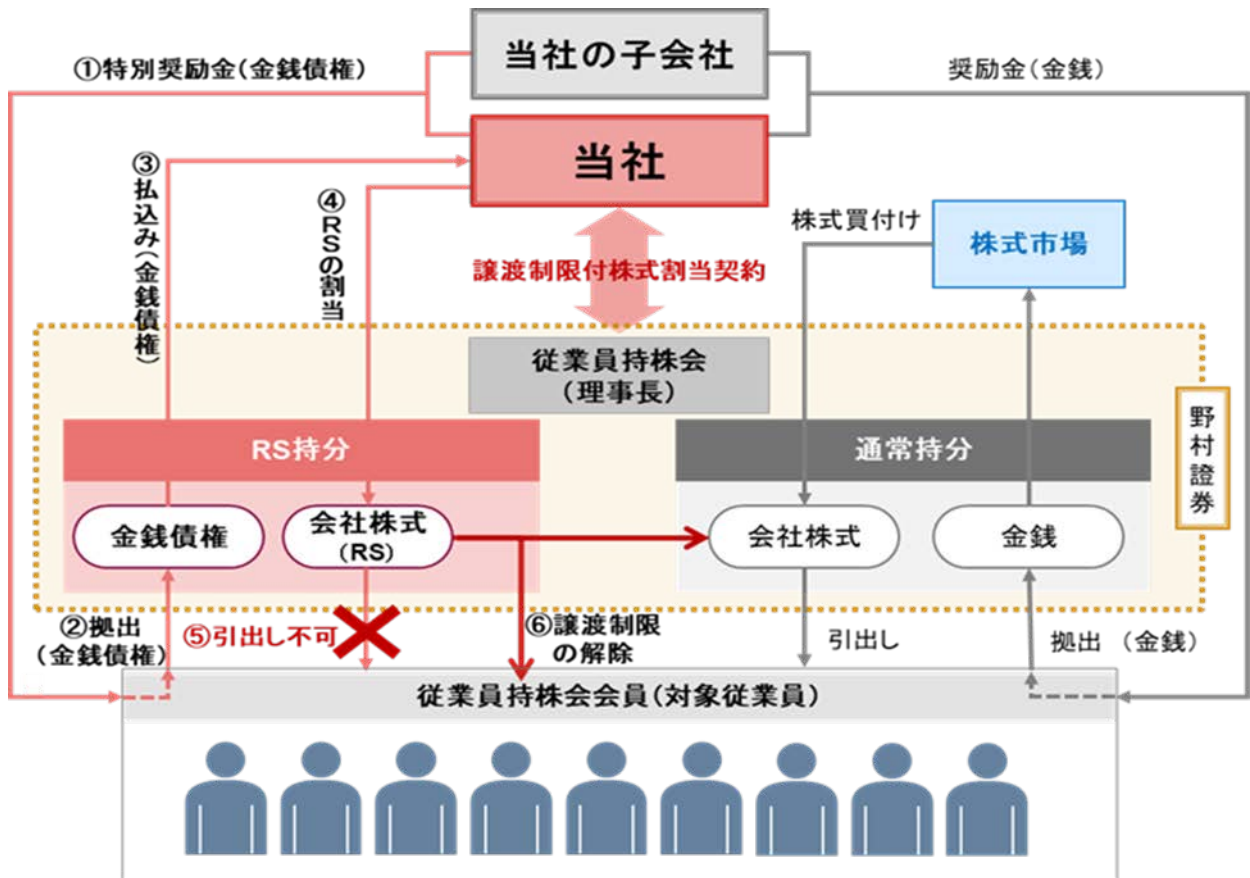 当社の子会社
①特別奨励金(金銭債権)
奨励金(金銭)
当社
③払込み(金銭債権)
④RSの割当
株式買付け
株式市場
譲渡制限付株式割当契約
従業員持株会
(理事長)
野村證券
RS持分
通常持分
金銭債権
会社株式
(RS)
会社株式
金銭
②拠出
(金銭債権)
⑤引出し不可
⑥譲渡制限
の解除
引出し
拠出 (金銭)
従業員持株会会員(対象従業員)